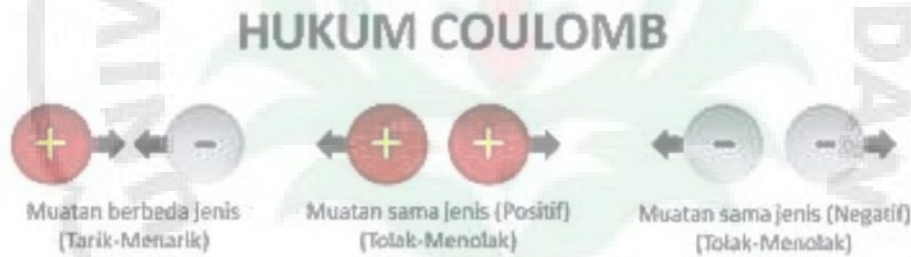 HUKUM COULOMB
+ - + + - -
Muatan berbeda jenis
(Tarik-Menarik)
Muatan sama jenis (Positif)
(Tolak-Menolak)
Muatan sama jenis (Negatif)
(Tolak-Menolak)
DAM